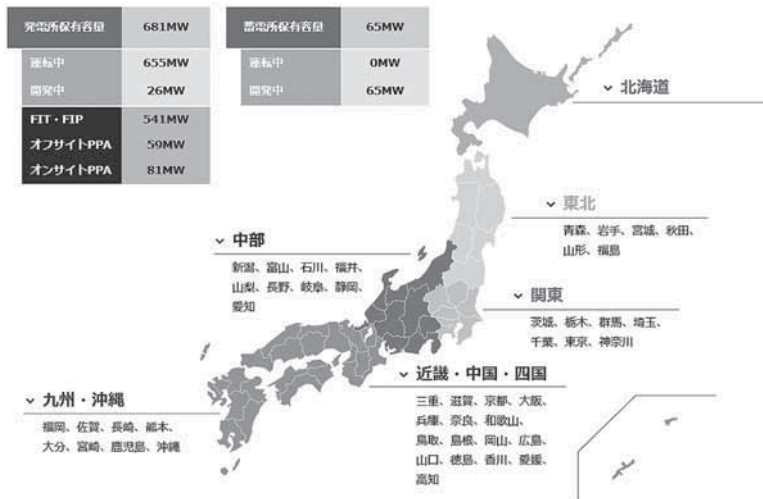 発電所保有容量 681MW
運転中 655MW
開発中 26MW
FIT・FIP 541MW
オフサイトPPA 59MW
オンサイトPPA 81MW
蓄電所保有容量 65MW
運転中 0MW
開発中 65MW
北海道
東北
青森、岩手、宮城、秋田、
山形、福島
中部
新潟、富山、石川、福井、
山梨、長野、岐阜、静岡、
愛知
関東
茨城、栃木、群馬、埼玉、
千葉、東京、神奈川
近畿・中国・四国
三重、滋賀、京都、大阪、
兵庫、奈良、和歌山、
鳥取、島根、岡山、広島、
山口、徳島、香川、愛媛、
高知
九州・沖縄
福岡、佐賀、長崎、熊本、
大分、宮崎、鹿児島、沖縄